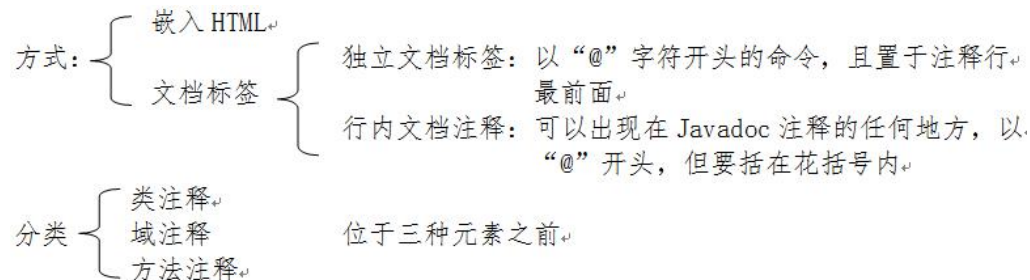 嵌入 HTML
方式：
独立文档标签：以“@”字符开头的命令，且置于注释行
文档标签
最前面
行内文档注释：可以出现在 Javadoc 注释的任何地方，以
“@”开头，但要括在花括号内
类注释
分类 域注释 位于三种元素之前
方法注释